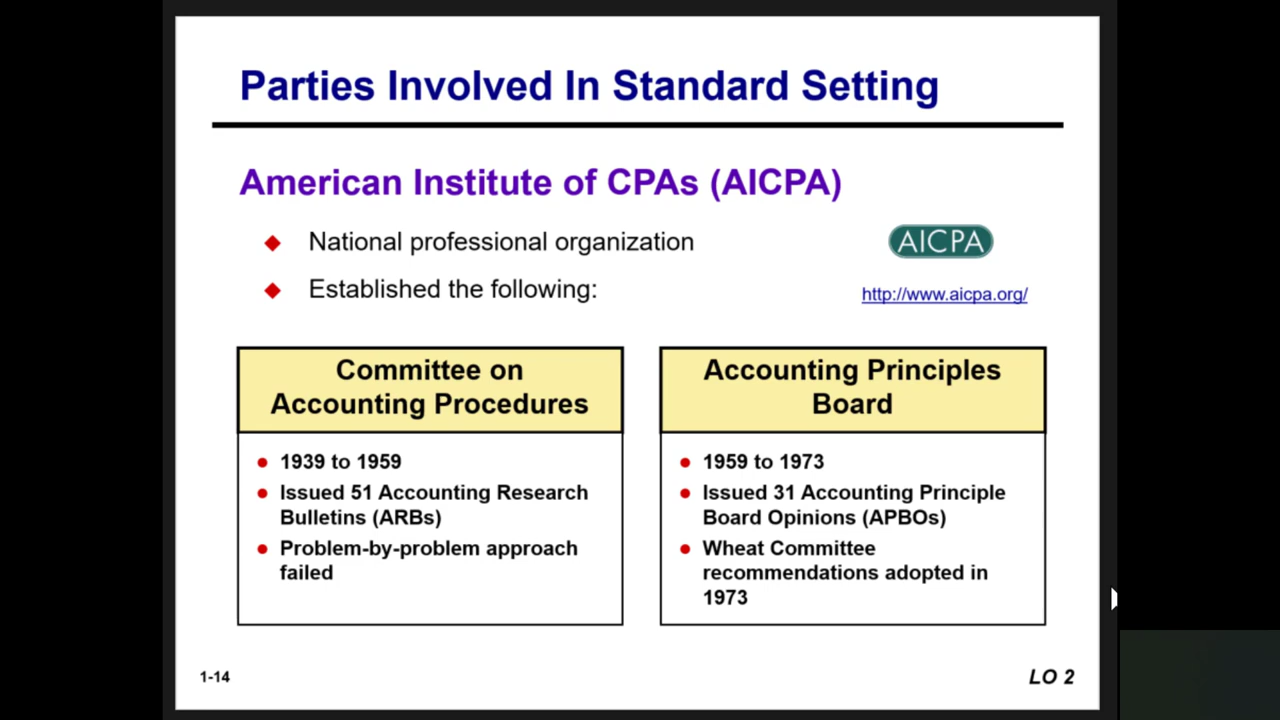 Parties Involved In Standard Setting
American Institute of CPAs (AICPA)
National professional organization
AICPA
Established the following:
http://www.aicpa.org/
Committee on
Accounting Procedures
1939 to 1959
Issued 51 Accounting Research
Bulletins (ARBs)
Problem-by-problem approach
failed
Accounting Principles
Board
1959 to 1973
Issued 31 Accounting Principle
Board Opinions (APBOs)
Wheat Committee
recommendations adopted in
1973
1-14
LO 2